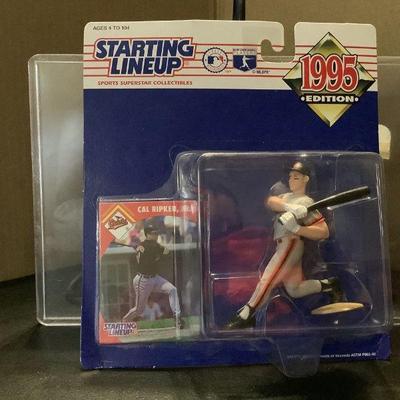 AGES 4 TO 104
STARTING
LINEUP
SPORTS SUPERSTAR COLLECTIBLES
1995
EDITION
CAL RIPKEN, JR.
STARTING
LINEUP